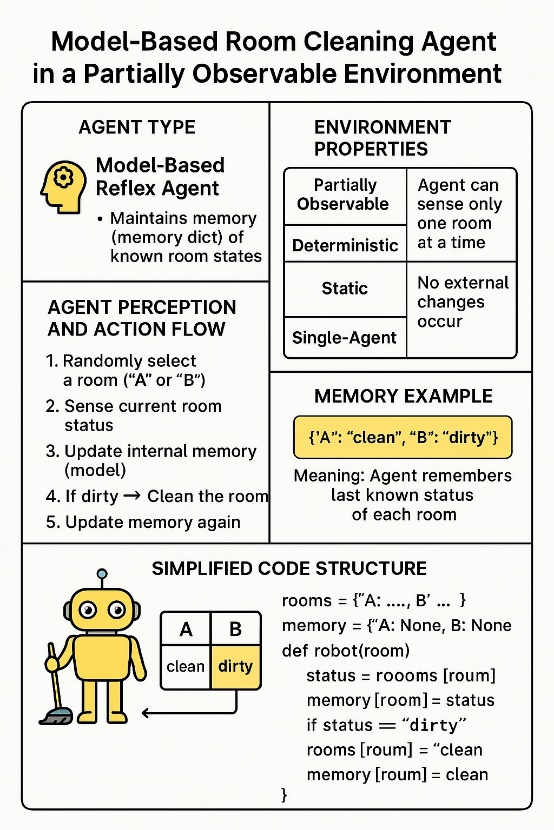 Model-Based Room Cleaning Agent
in a Partially Observable Environment
AGENT TYPE
Model-Based
Reflex Agent
• Maintains memory
(memory dict) of
known room states
ENVIRONMENT
PROPERTIES
Partially
Observable
Deterministic
Agent can
sense only
one room
at a time
Static
Single-Agent
No external
changes
occur
AGENT PERCEPTION
AND ACTION FLOW
1. Randomly select
a room ("A" or "B")
2. Sense current room
status
3. Update internal memory
(model)
4. If dirty → Clean the room
5. Update memory again
MEMORY EXAMPLE
{'A": "clean", "B": "dirty"}
Meaning: Agent remembers
last known status
of each room
SIMPLIFIED CODE STRUCTURE
A B
clean dirty
rooms = {"A: ...., B' ... }
memory = {"A: None, B: None
def robot(room)
status = roooms [roum]
memory [room] = status
if status == "dirty"
rooms [roum] = "clean
memory [roum] = clean
}